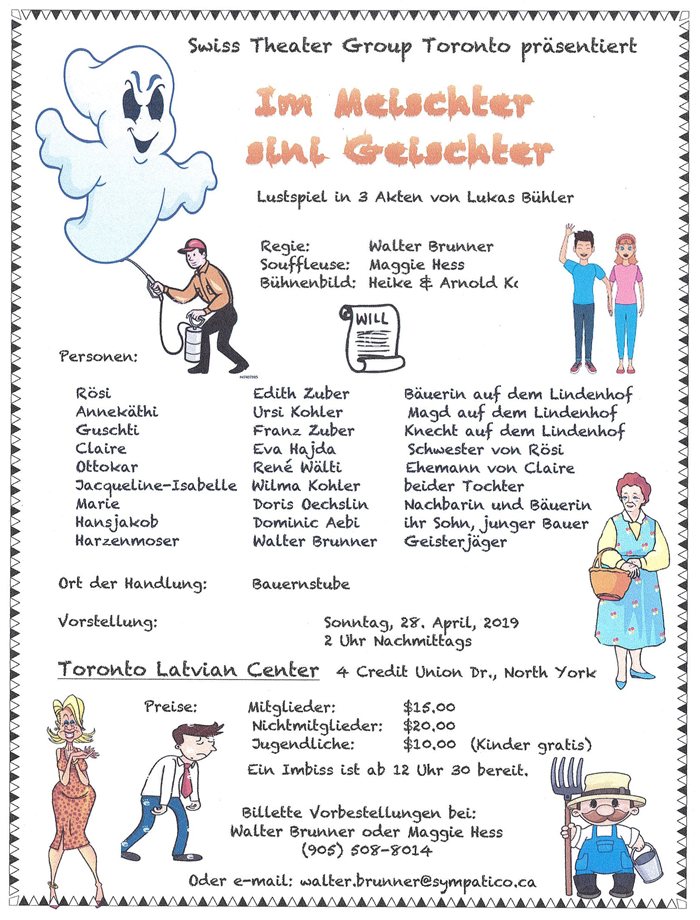 Swiss Theater Group Toronto präsentiert
Im Meischter
sini Geischter
Lustspiel in 3 Akten von Lukas Bühler
Regie: Walter Brunner
Souffleuse: Maggie Hess
Bühnenbild: Heike & Arnold
WILL
Personen:
Rösi Edith Zuber Bäuerin auf dem Lindenhof
Annekäthi Ursi Kohler Magd auf dem Lindenhof
Guschti Franz Zuber Knecht auf dem Lindenhof
Claire Eva Hajda Schwester von Rösi
Ottokar René Wälti Ehemann von Claire
Jacqueline-Isabelle Wilma Kohler beider Tochter
Marie Doris Oechslin Nachbarin und Bäuerin
Hansjakob Dominic Aebi ihr Sohn, junger Bauer
Harzenmoser Walter Brunner Geisterjäger
Ort der Handlung: Bauernstube
Vorstellung: Sonntag, 28. April, 2019
2 Uhr Nachmittags
Toronto Latvian Center 4 Credit Union Dr., North York
Preise: Mitglieder: $15.00
Nichtmitglieder: $20.00
Jugendliche: $10.00 (Kinder gratis)
Ein Imbiss ist ab 12 Uhr 30 bereit.
Billette Vorbestellungen bei:
Walter Brunner oder Maggie Hess
(905) 508-8014
Oder e-mail: walter.brunner@sympatico.ca